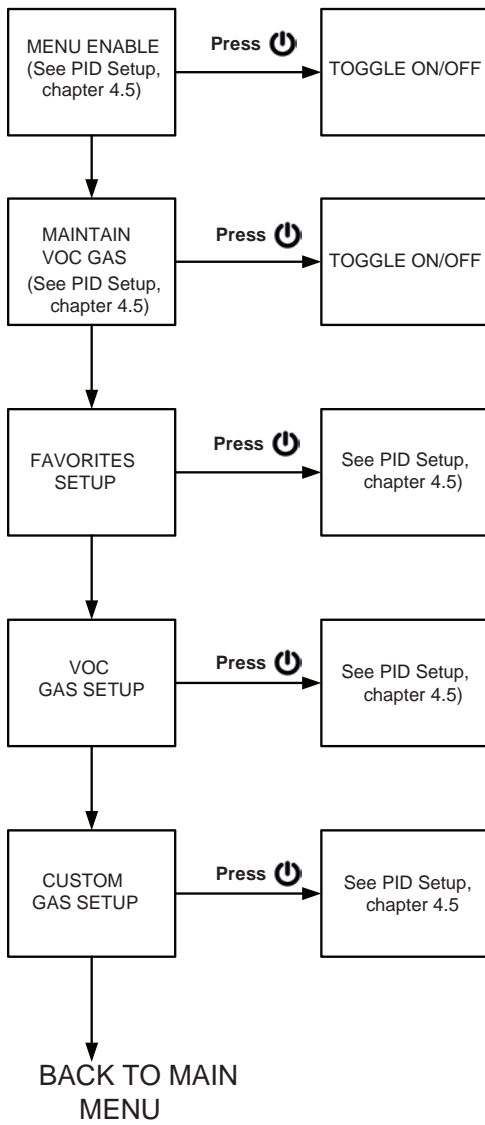 MENU ENABLE
(See PID Setup,
chapter 4.5)
Press
TOGGLE ON/OFF
MAINTAIN
VOC GAS
(See PID Setup,
chapter 4.5)
Press
TOGGLE ON/OFF
FAVORITES
SETUP
Press
See PID Setup,
chapter 4.5)
VOC
GAS SETUP
Press
See PID Setup,
chapter 4.5)
CUSTOM
GAS SETUP
Press
See PID Setup,
chapter 4.5
BACK TO MAIN
MENU